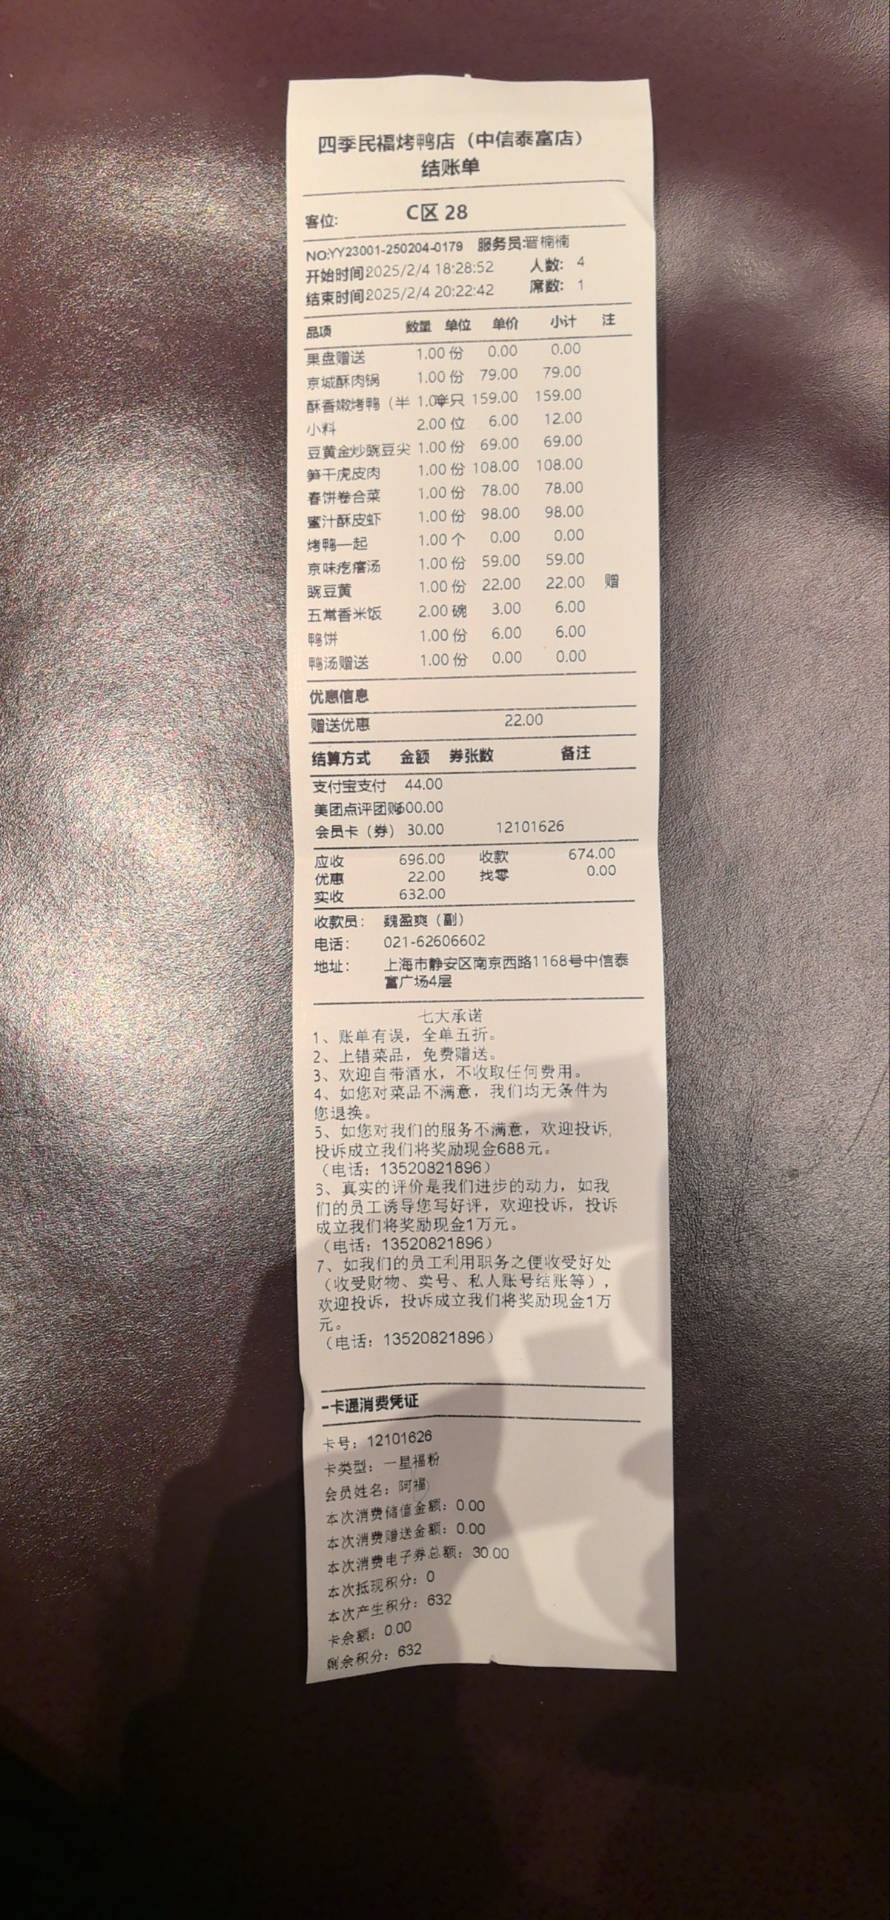 四季民福烤鸭店（中信泰富店）
结账单
客位: C区 28
NO:YY23001-250204-0179 服务员:晋楠楠
开始时间2025/2/4 18:28:52 人数: 4
结束时间2025/2/4 20:22:42 席数: 1
品项 数量 单位 单价 小计 注
果盘赠送 1.00 份 0.00 0.00
京城酥肉锅 1.00 份 79.00 79.00
酥香嫩烤鸭（半 1.0 半只 159.00 159.00
小料 2.00 位 6.00 12.00
豆黄金炒豌豆尖 1.00 份 69.00 69.00
笋干虎皮肉 1.00 份 108.00 108.00
春饼卷合菜 1.00 份 78.00 78.00
蜜汁酥皮虾 1.00 份 98.00 98.00
烤鸭一起 1.00 个 0.00 0.00
京味疙瘩汤 1.00 份 59.00 59.00
豌豆黄 1.00 份 22.00 22.00 赠
五常香米饭 2.00 碗 3.00 6.00
鸭饼 1.00 份 6.00 6.00
鸭汤赠送 1.00 份 0.00 0.00
优惠信息
赠送优惠 22.00
结算方式 金额 券张数 备注
支付宝支付 44.00
美团点评团购600.00
会员卡（券） 30.00 12101626
应收 696.00 收款 674.00
优惠 22.00 找零 0.00
实收 632.00
收款员： 魏盈爽（副）
电话： 021-62606602
地址： 上海市静安区南京西路1168号中信泰
富广场4层
七大承诺
1、账单有误，全单五折。
2、上错菜品，免费赠送。
3、欢迎自带酒水，不收取任何费用。
4、如您对菜品不满意，我们均无条件为
您退换。
5、如您对我们的服务不满意，欢迎投诉,
投诉成立我们将奖励现金688元。
（电话：13520821896）
6、真实的评价是我们进步的动力，如我
们的员工诱导您写好评，欢迎投诉，投诉
成立我们将奖励现金1万元。
（电话：13520821896）
7、如我们的员工利用职务之便收受好处
（收受财物、卖号、私人账号结账等），
欢迎投诉，投诉成立我们将奖励现金1万
元。
（电话：13520821896）
一卡通消费凭证
卡号：12101626
卡类型：一星福粉
会员姓名：阿福
本次消费储值金额：0.00
本次消费赠送金额：0.00
本次消费电子券总额：30.00
本次抵现积分：0
本次产生积分：632
卡余额：0.00
剩余积分：632